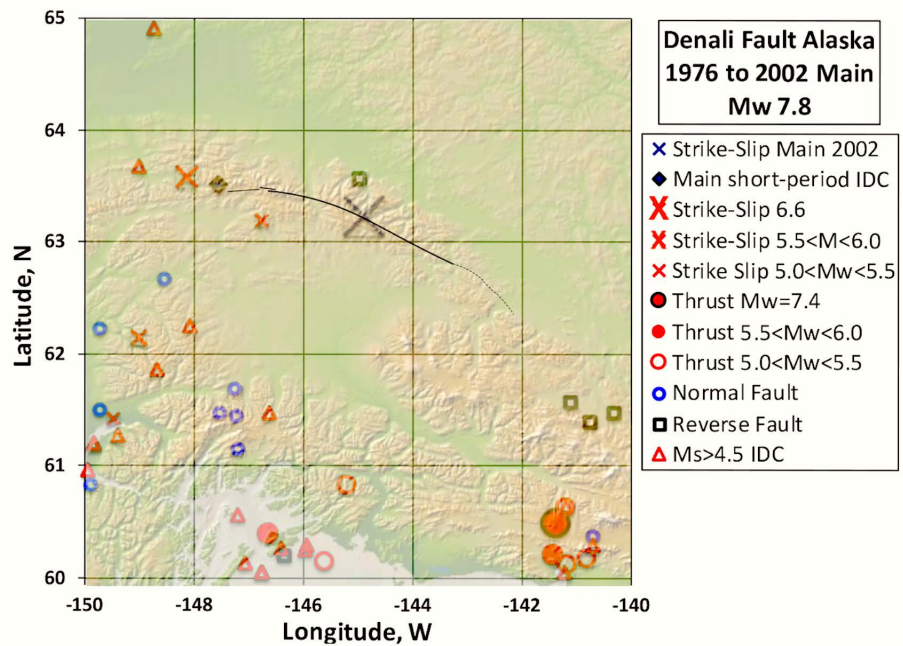 65
64
63
62
61
60
-150
-148
-146
-144
-142
-140
Latitude, N
Longitude, W
Denali Fault Alaska
1976 to 2002 Main
Mw 7.8
Strike-Slip Main 2002
Main short-period IDC
Strike-Slip 6.6
Strike-Slip 5.5<M<6.0
Strike Slip 5.0<Mw<5.5
Thrust Mw=7.4
Thrust 5.5<Mw<6.0
Thrust 5.0<Mw<5.5
Normal Fault
Reverse Fault
Ms>4.5 IDC